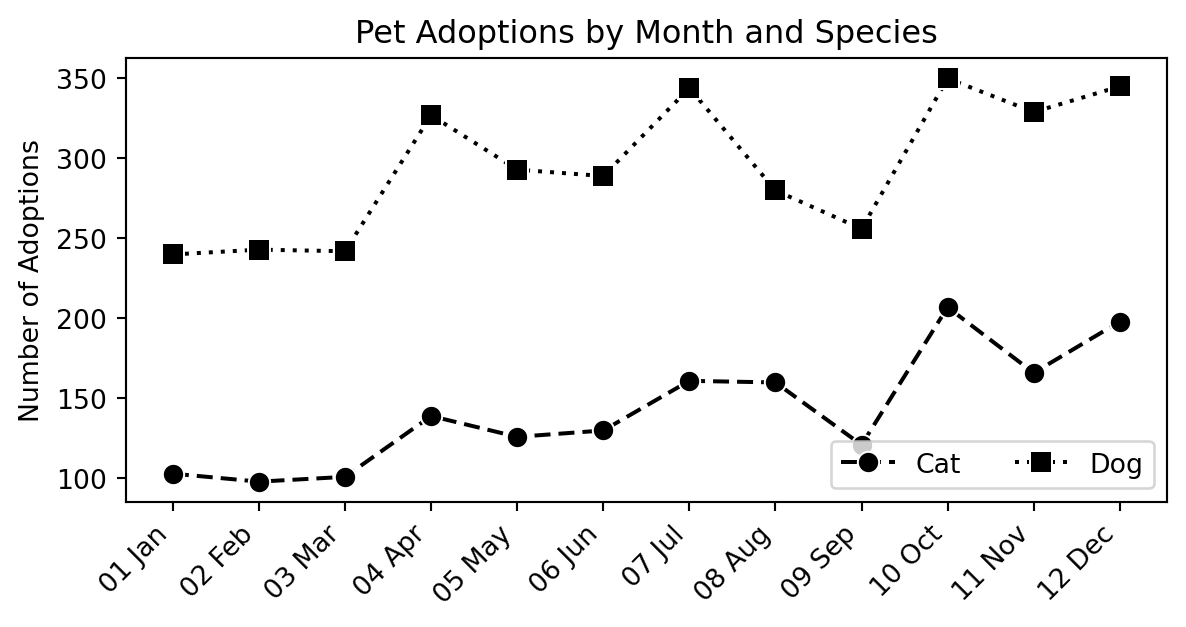 Pet Adoptions by Month and Species
Number of Adoptions
350
300
250
200
150
100
Cat
Dog
01 Jan
02 Feb
03 Mar
04 Apr
05 May
06 Jun
07 Jul
08 Aug
09 Sep
10 Oct
11 Nov
12 Dec